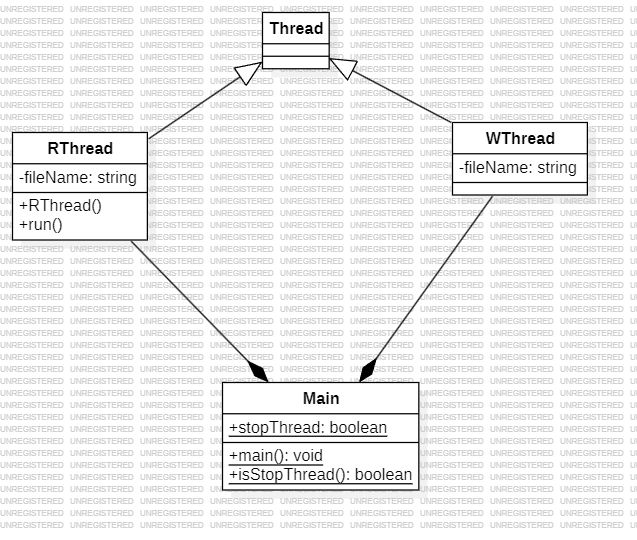 Thread
RThread
-fileName: string
+RThread()
+run()
WThread
-fileName: string
Main
+stopThread: boolean
+main(): void
+isStopThread(): boolean
UNREGISTERED